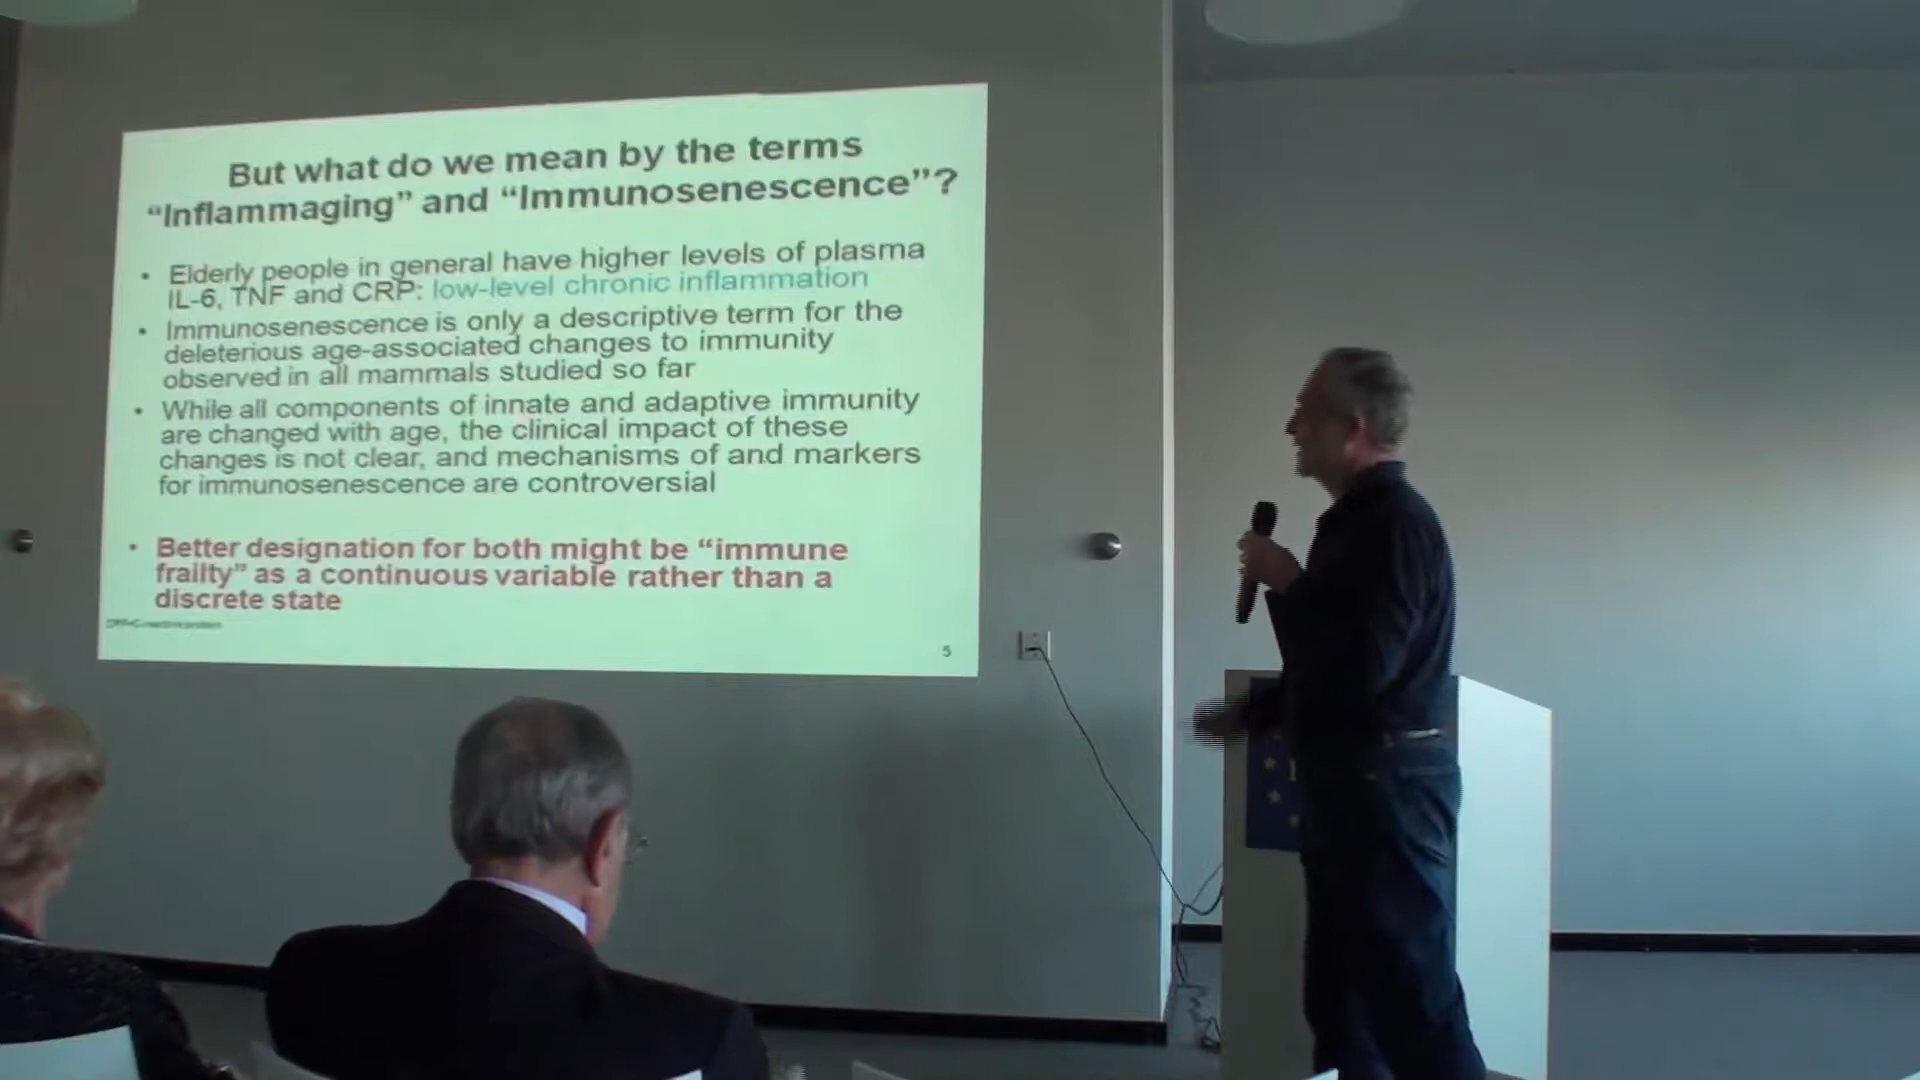 But what do we mean by the terms
“Inflammaging” and “Immunosenescence”?
• Elderly people in general have higher levels of plasma
IL-6, TNF and CRP: low-level chronic inflammation
• Immunosenescence is only a descriptive term for the
deleterious age-associated changes to immunity
observed in all mammals studied so far
• While all components of innate and adaptive immunity
are changed with age, the clinical impact of these
changes is not clear, and mechanisms of and markers
for immunosenescence are controversial
• Better designation for both might be “immune
frailty” as a continuous variable rather than a
discrete state
5